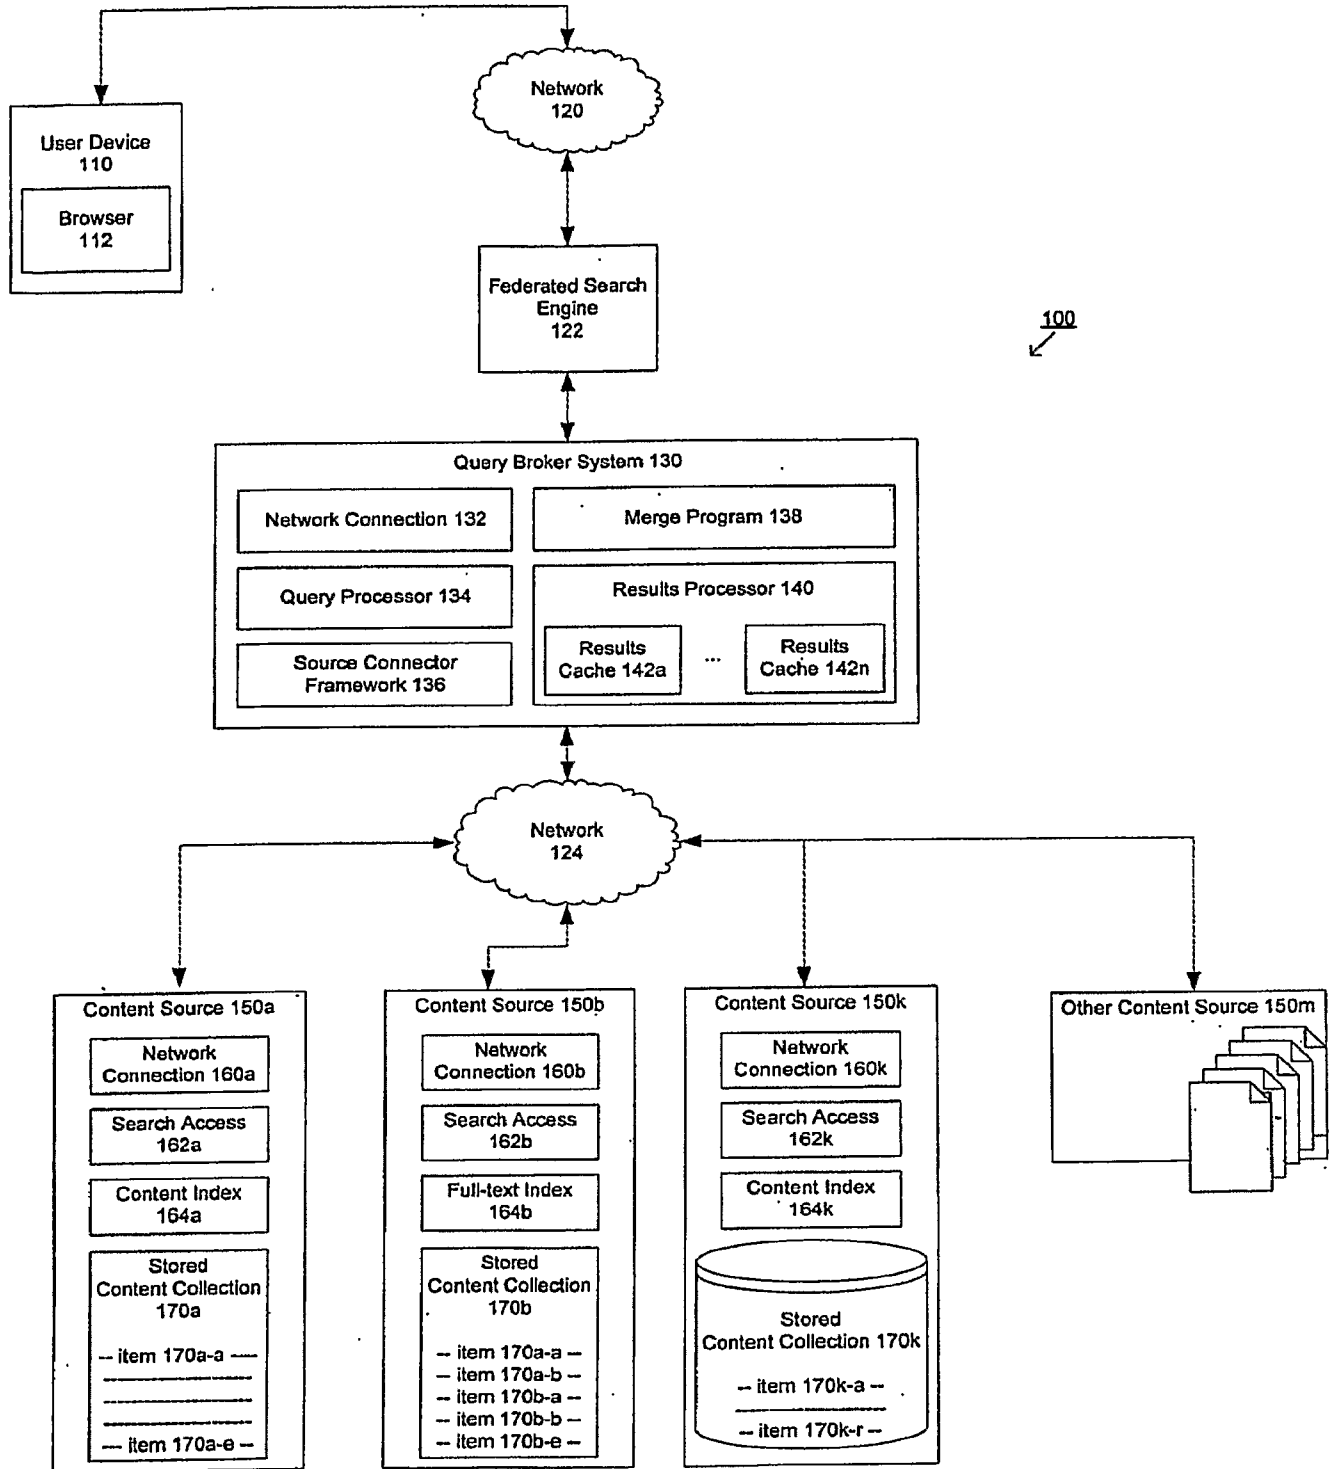 Network
120
User Device
110
Browser
112
Federated Search
Engine
122
100
Query Broker System 130
Network Connection 132
Merge Program 138
Query Processor 134
Results Processor 140
Source Connector
Framework 136
Results
Cache 142a
...
Results
Cache 142n
Network
124
Content Source 150a
Network
Connection 160a
Search Access
162a
Content Index
164a
Stored
Content Collection
170a
-- item 170a-a --
-- item 170a-e --
Content Source 150b
Network
Connection 160b
Search Access
162b
Full-text Index
164b
Stored
Content Collection
170b
-- item 170a-a --
-- item 170a-b --
-- item 170b-a --
-- item 170b-b --
-- item 170b-e --
Content Source 150k
Network
Connection 160k
Search Access
162k
Content Index
164k
Stored
Content Collection 170k
-- item 170k-a --
-- item 170k-r --
Other Content Source 150m